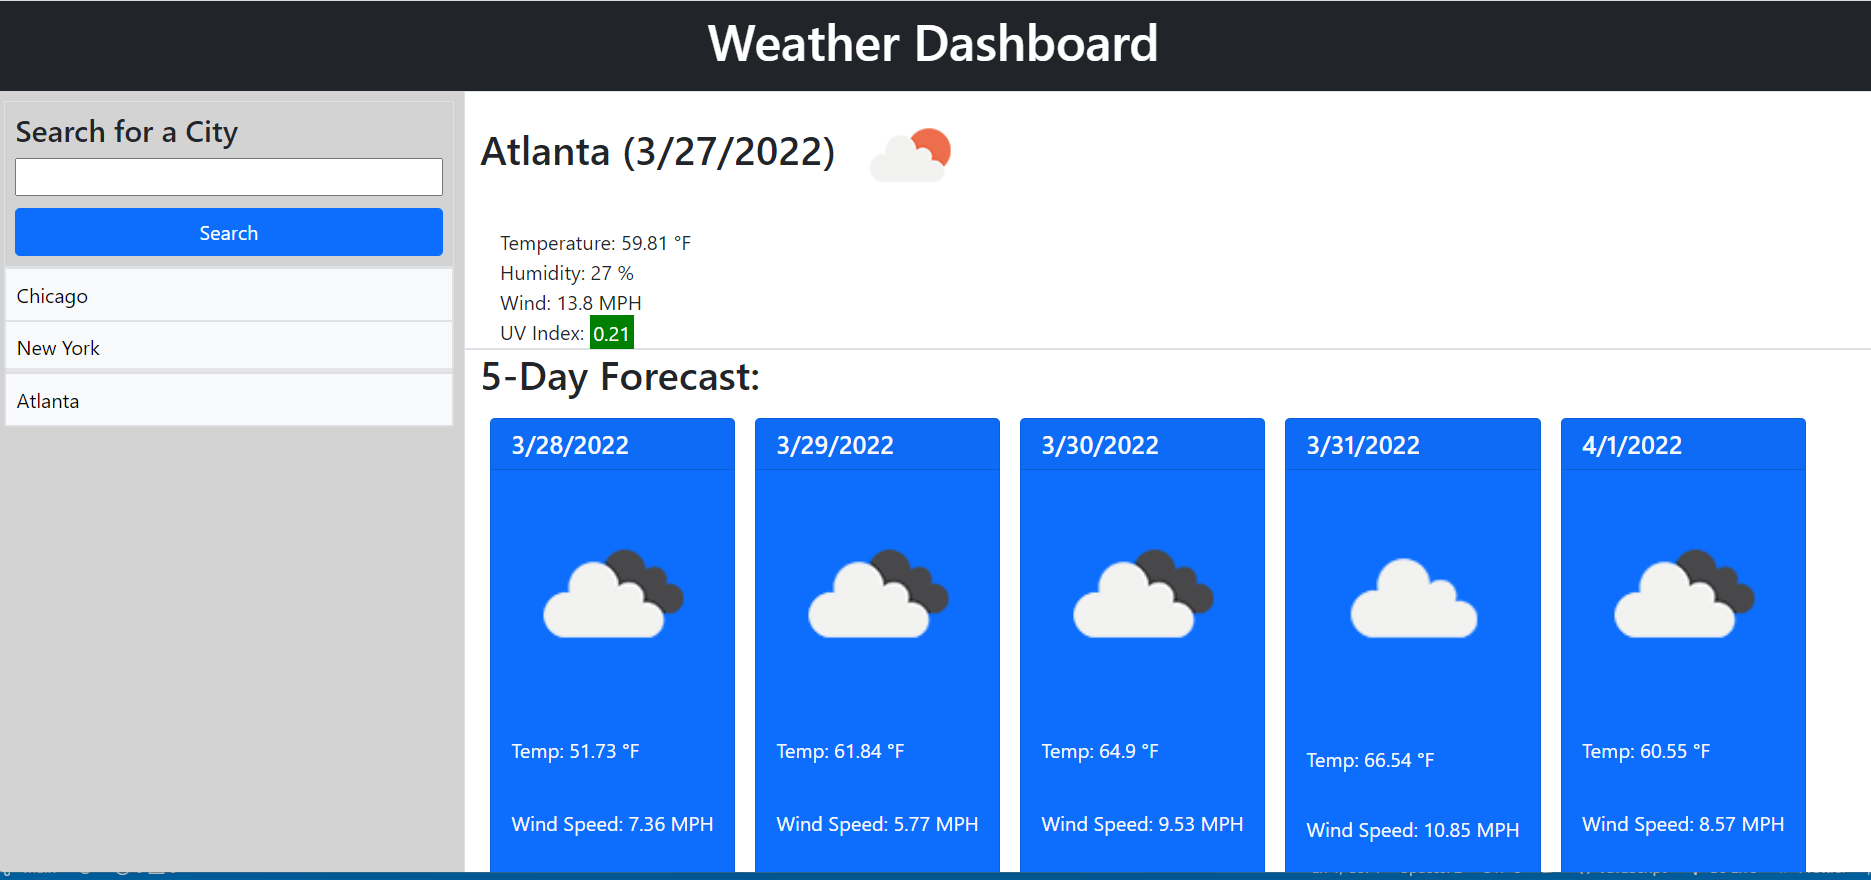 Weather Dashboard
Search for a City
Search
Chicago
New York
Atlanta
Atlanta (3/27/2022)
Temperature: 59.81 °F
Humidity: 27 %
Wind: 13.8 MPH
UV Index: 0.21
5-Day Forecast:
3/28/2022
Temp: 51.73 °F
Wind Speed: 7.36 MPH
3/29/2022
Temp: 61.84 °F
Wind Speed: 5.77 MPH
3/30/2022
Temp: 64.9 °F
Wind Speed: 9.53 MPH
3/31/2022
Temp: 66.54 °F
Wind Speed: 10.85 MPH
4/1/2022
Temp: 60.55 °F
Wind Speed: 8.57 MPH